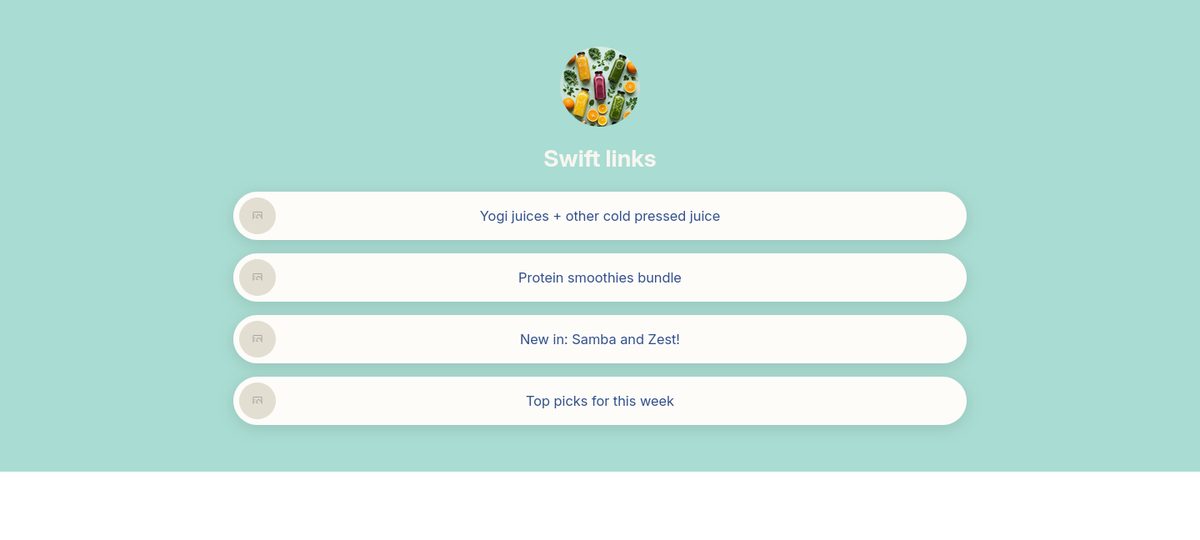 Swift links
Yogi juices + other cold pressed juice
Protein smoothies bundle
New in: Samba and Zest!
Top picks for this week